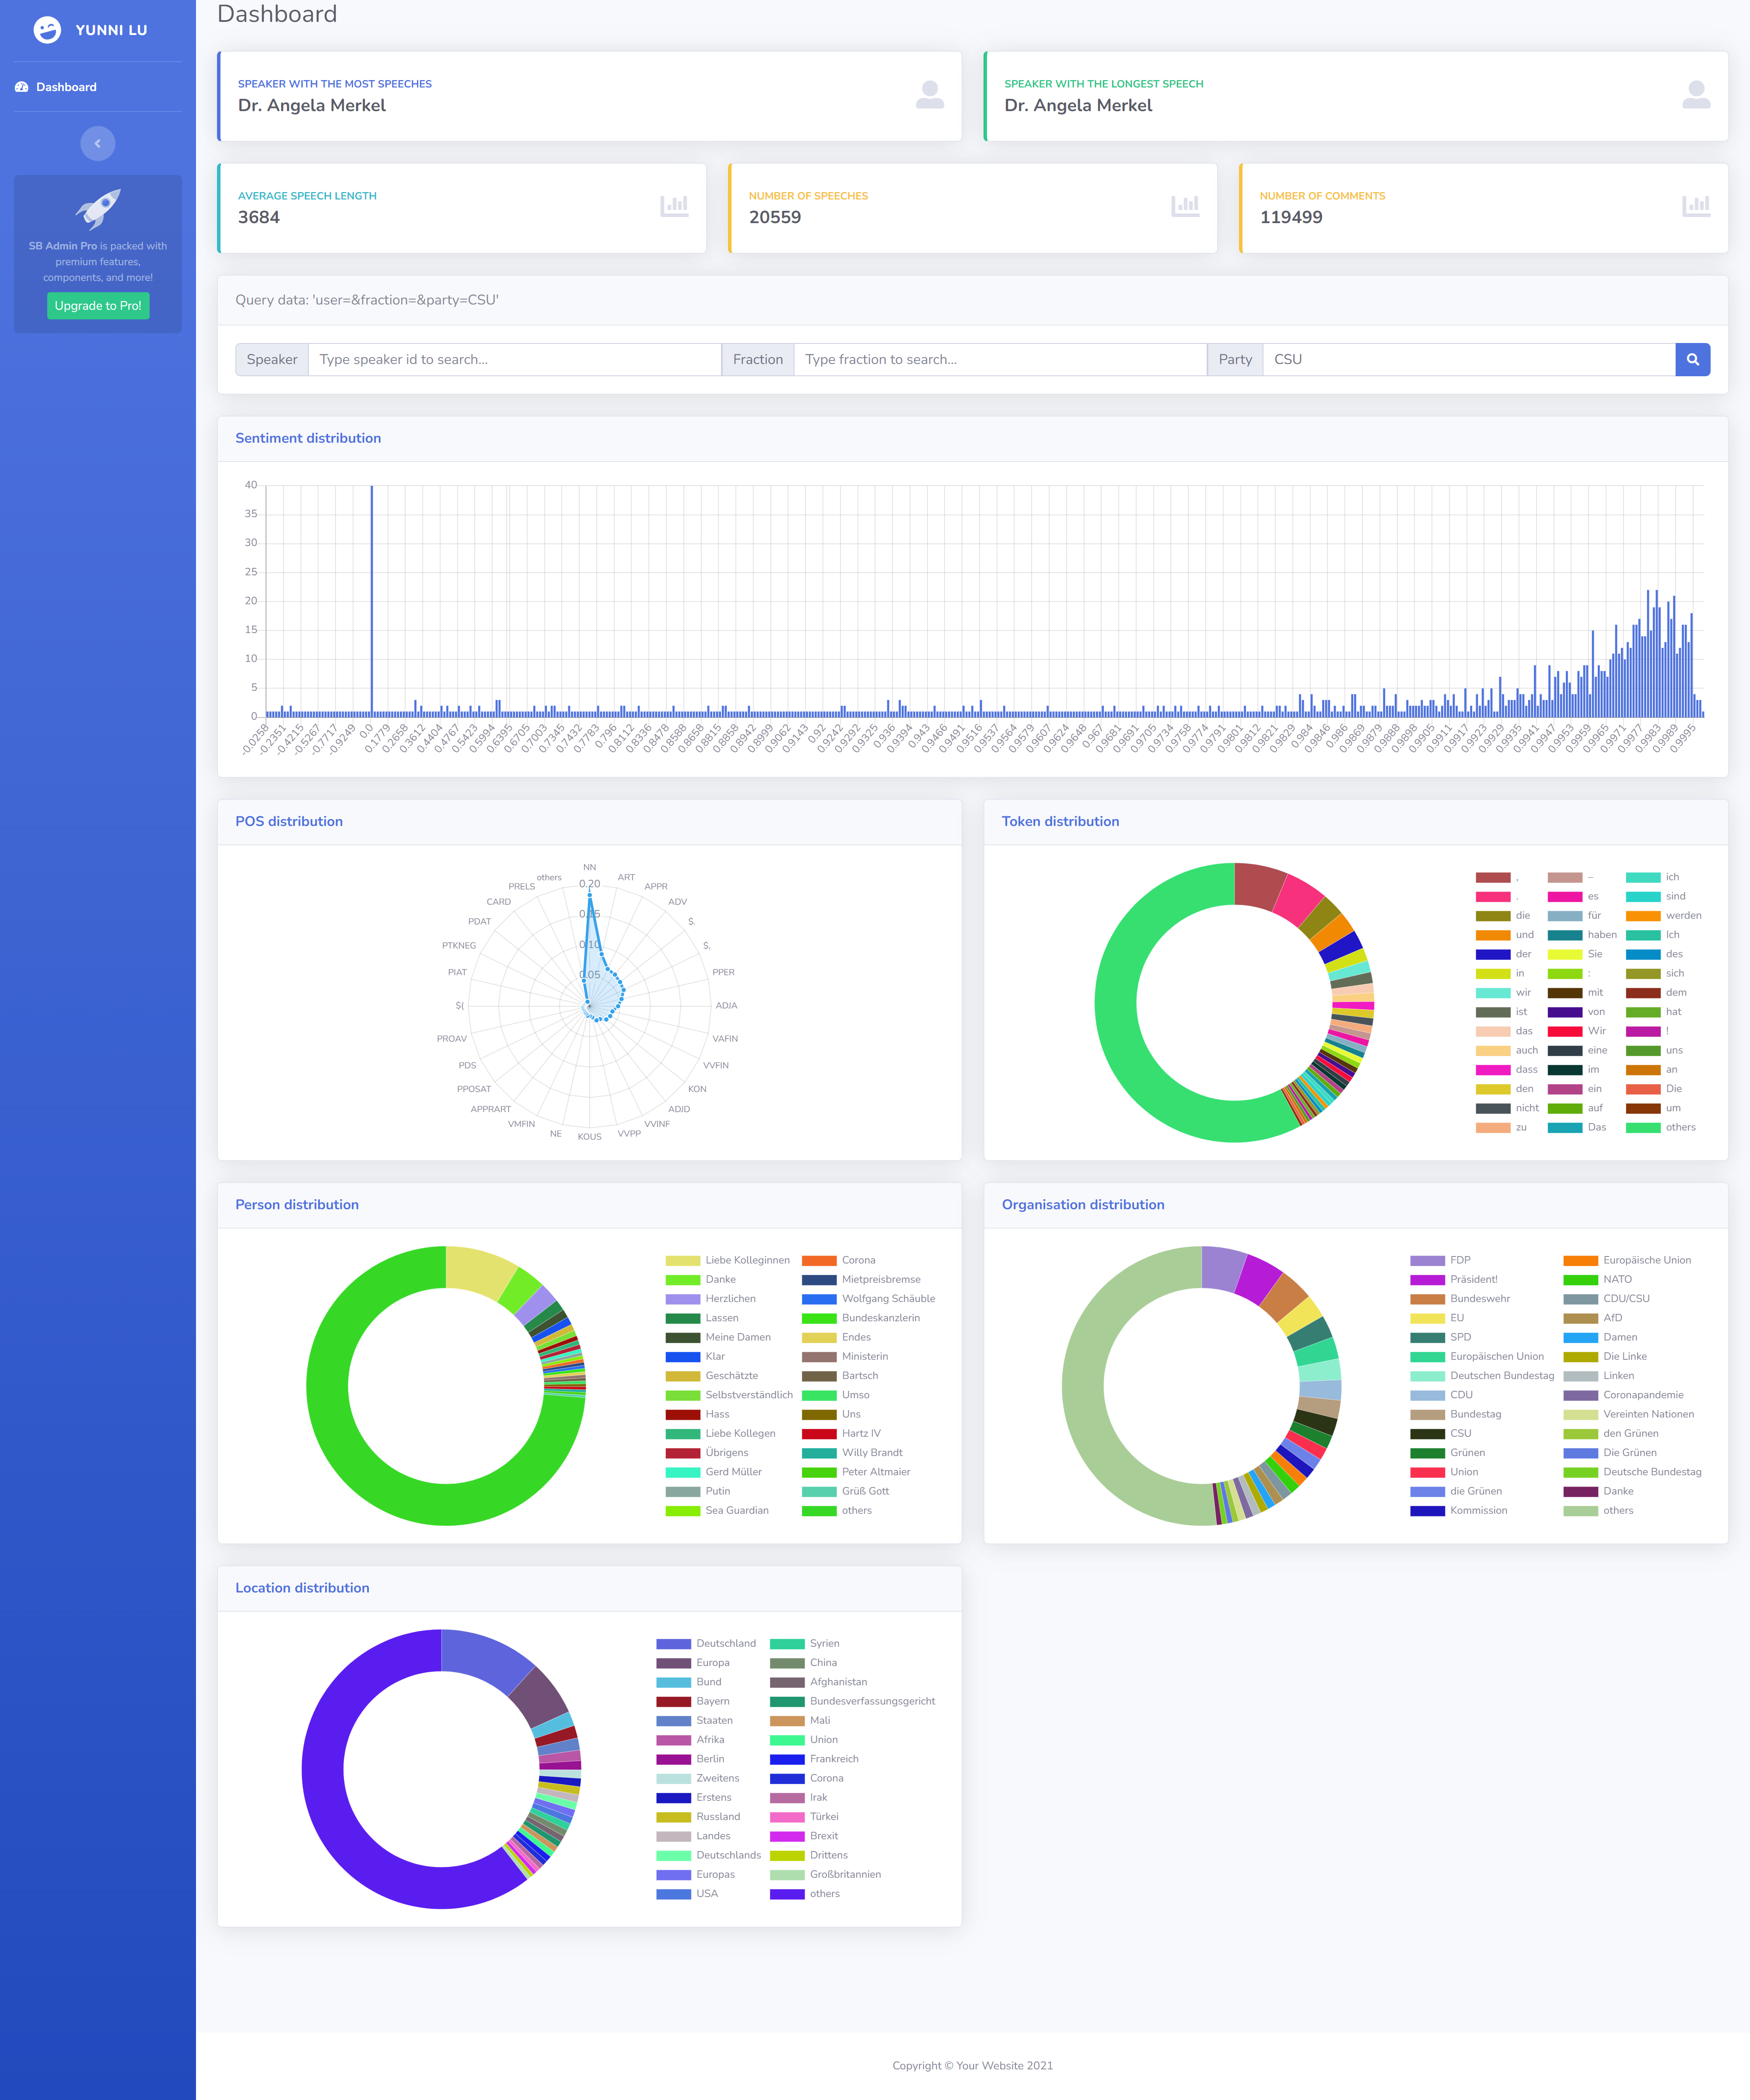 YUNNI LU
Dashboard
SB Admin Pro is packed with
premium features,
components, and more!
Upgrade to Pro!
Dashboard
SPEAKER WITH THE MOST SPEECHES
Dr. Angela Merkel
SPEAKER WITH THE LONGEST SPEECH
Dr. Angela Merkel
AVERAGE SPEECH LENGTH
3684
NUMBER OF SPEECHES
20559
NUMBER OF COMMENTS
119499
Query data: 'user=&fraction=&party=CSU'
Speaker Type speaker id to search... Fraction Type fraction to search... Party CSU
Sentiment distribution
40
35
30
25
20
15
10
5
0
-0.0258 -0.2351 -0.4215 -0.5267 -0.7717 -0.9249 0.0 0.1779 0.2658 0.3612 0.4404 0.4767 0.5423 0.5994 0.6395 0.6705 0.7003 0.7345 0.7432 0.7783 0.796 0.8112 0.8336 0.8478 0.8588 0.8658 0.8815 0.8858 0.8942 0.8999 0.9062 0.9143 0.92 0.9242 0.9292 0.9325 0.936 0.9394 0.943 0.9466 0.9491 0.9516 0.9537 0.9564 0.9579 0.9607 0.9624 0.9648 0.967 0.9681 0.9691 0.9705 0.9734 0.9758 0.9774 0.9791 0.9801 0.9812 0.9821 0.9829 0.984 0.9846 0.986 0.9869 0.9879 0.9888 0.9898 0.9905 0.9911 0.9917 0.9923 0.9929 0.9935 0.9941 0.9947 0.9953 0.9959 0.9965 0.9971 0.9977 0.9983 0.9989 0.9995
POS distribution
NN
ART
APPR
ADV
$.
$,
PPER
ADJA
VAFIN
VVFIN
KON
ADJD
VVINF
VVPP
KOUS
NE
VMFIN
APPRART
PPOSAT
PDS
PROAV
$(
PIAT
PTKNEG
PDAT
CARD
PRELS
others
0.20
0.15
0.10
0.05
Token distribution
, – ich
. es sind
die für werden
und haben Ich
der Sie des
in : sich
wir mit dem
ist von hat
das Wir !
auch eine uns
dass im an
den ein Die
nicht auf um
zu Das others
Person distribution
Liebe Kolleginnen Corona
Danke Mietpreisbremse
Herzlichen Wolfgang Schäuble
Lassen Bundeskanzlerin
Meine Damen Endes
Klar Ministerin
Geschätzte Bartsch
Selbstverständlich Umso
Hass Uns
Liebe Kollegen Hartz IV
Übrigens Willy Brandt
Gerd Müller Peter Altmaier
Putin Grüß Gott
Sea Guardian others
Organisation distribution
FDP Europäische Union
Präsident! NATO
Bundeswehr CDU/CSU
EU AfD
SPD Damen
Europäischen Union Die Linke
Deutschen Bundestag Linken
CDU Coronapandemie
Bundestag Vereinten Nationen
CSU den Grünen
Grünen Die Grünen
Union Deutsche Bundestag
die Grünen Danke
Kommission others
Location distribution
Deutschland Syrien
Europa China
Bund Afghanistan
Bayern Bundesverfassungsgericht
Staaten Mali
Afrika Union
Berlin Frankreich
Zweitens Corona
Erstens Irak
Russland Türkei
Landes Brexit
Deutschlands Drittens
Europas Großbritannien
USA others
Copyright © Your Website 2021